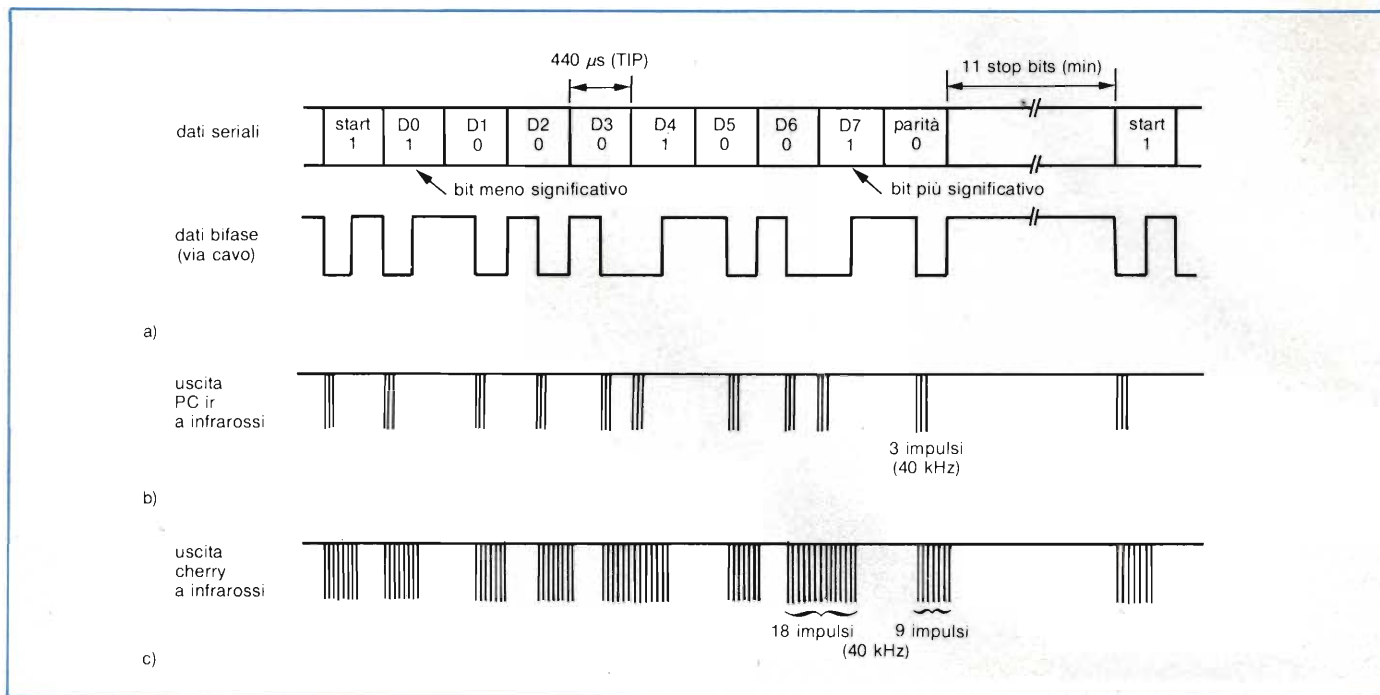 440 µs (TIP)
11 stop bits (min)
dati seriali
start D0 D1 D2 D3 D4 D5 D6 D7 parità start
1 1 0 0 0 1 0 0 1 0 1
bit meno significativo
bit più significativo
dati bifase
(via cavo)
a)
uscita
PC ir
a infrarossi
3 impulsi
(40 kHz)
b)
uscita
cherry
a infrarossi
18 impulsi 9 impulsi
(40 kHz)
c)